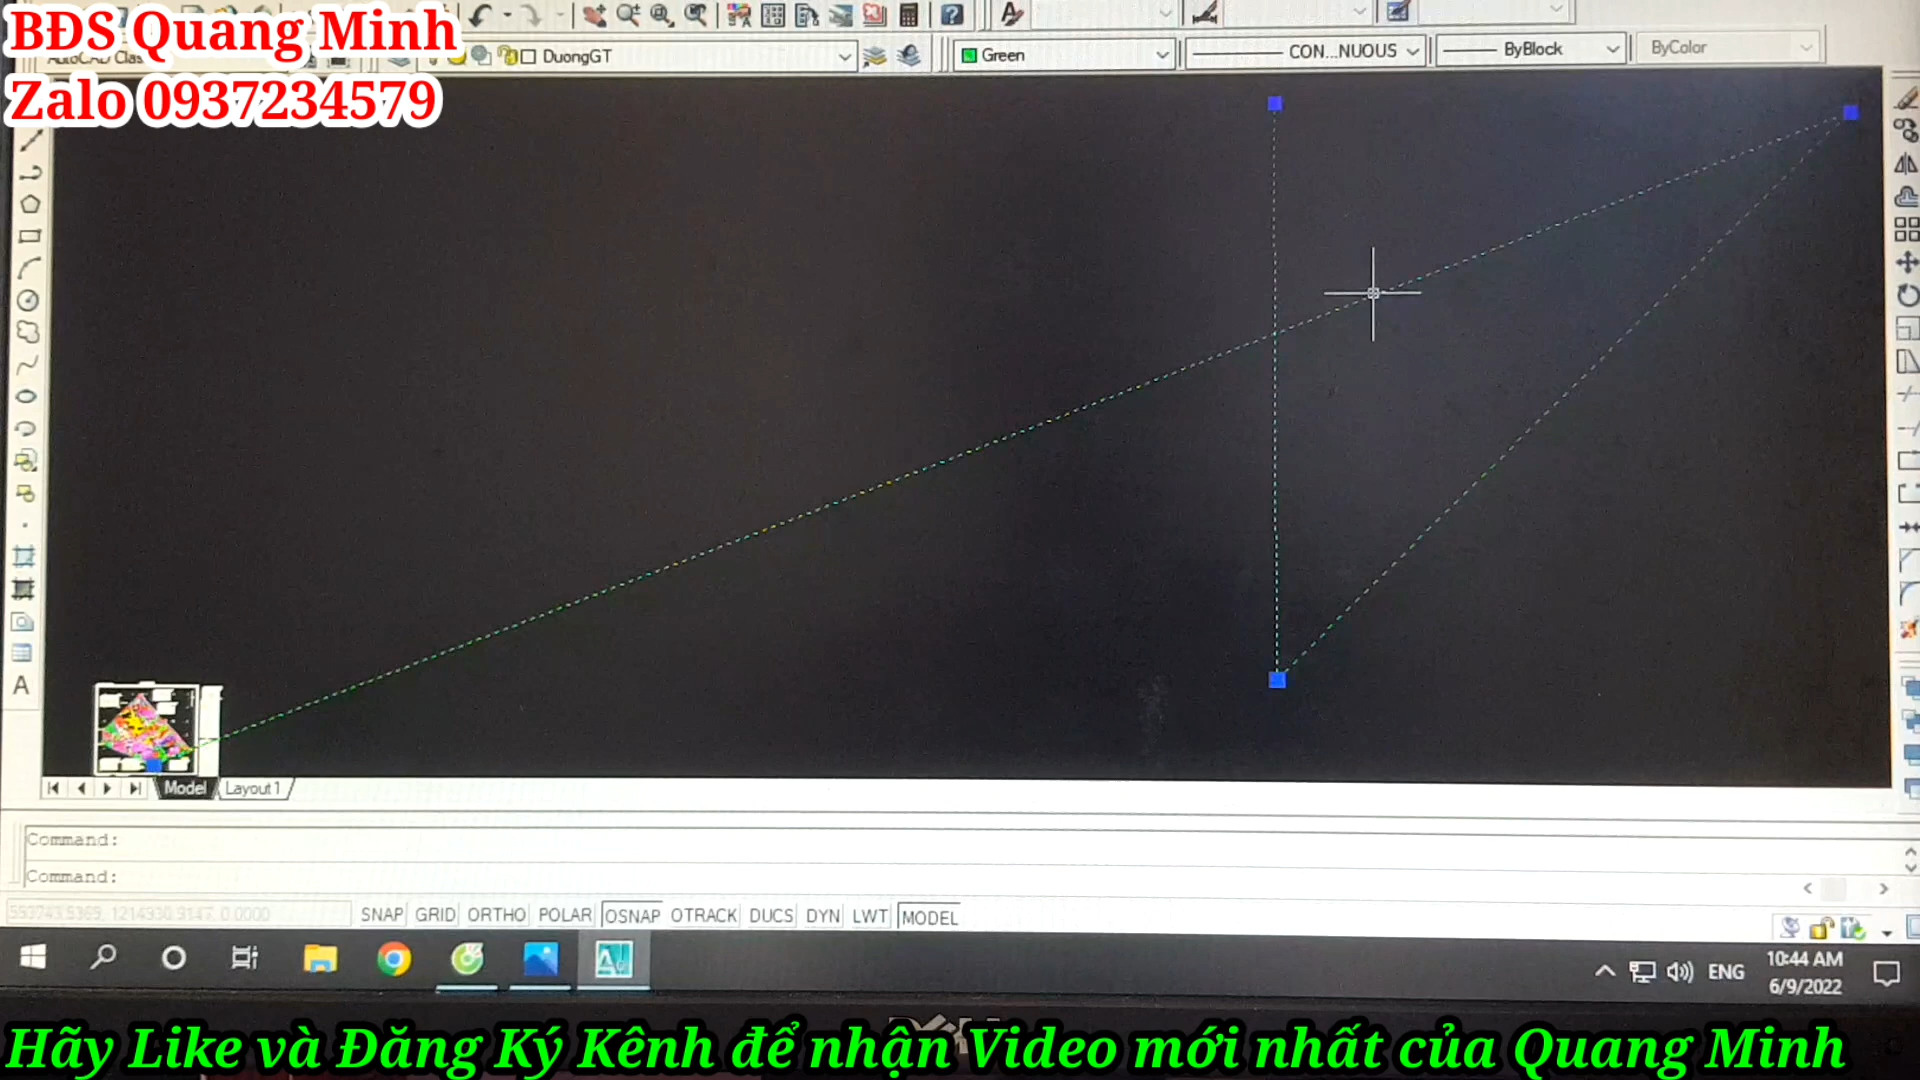 BĐS Quang Minh
Zalo 0937234579
DuongGT
Green
CON...NUOUS
ByBlock
ByColor
A
Model
Layout1
Command:
Command:
SNAP GRID ORTHO POLAR OSNAP OTRACK DUCS DYN LWT MODEL
ENG
10:44 AM
6/9/2022
Hãy Like và Đăng Ký Kênh để nhận Video mới nhất của Quang Minh